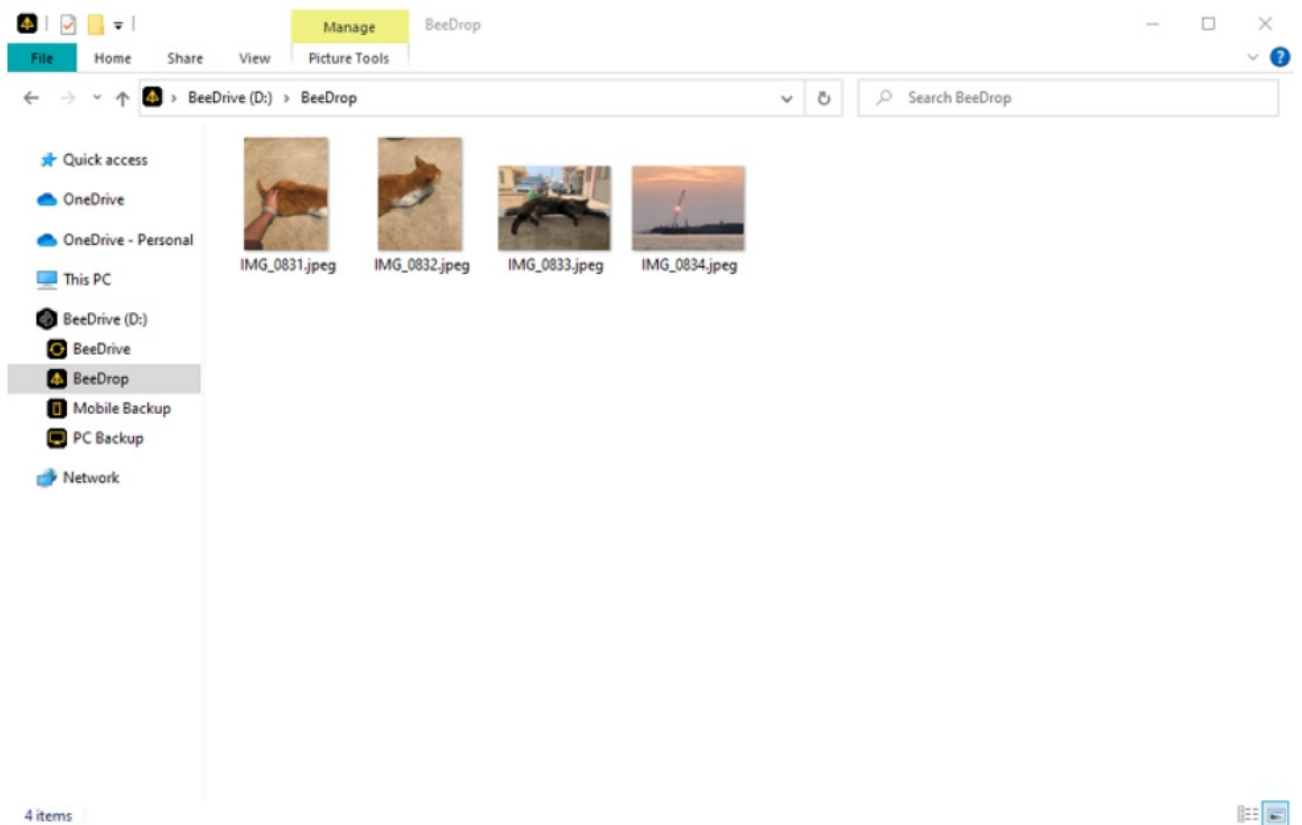 Manage BeeDrop
File Home Share View Picture Tools
BeeDrive (D:) BeeDrop Search BeeDrop
Quick access
OneDrive
OneDrive - Personal
This PC
BeeDrive (D:)
BeeDrive
BeeDrop
Mobile Backup
PC Backup
Network
IMG_0831.jpeg IMG_0832.jpeg IMG_0833.jpeg IMG_0834.jpeg
4 items